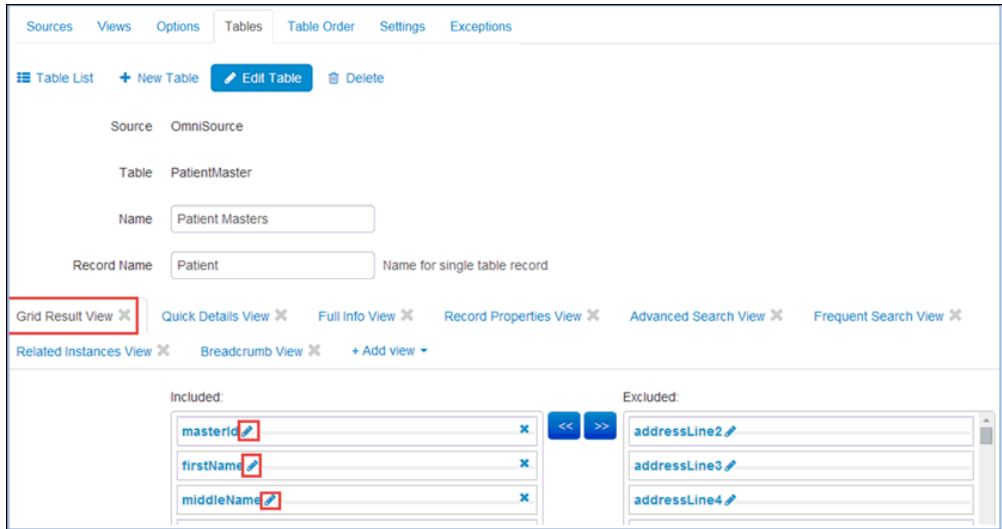 Sources Views Options Tables Table Order Settings Exceptions
Table List + New Table Edit Table Delete
Source OmniSource
Table PatientMaster
Name Patient Masters
Record Name Patient Name for single table record
Grid Result View Quick Details View Full Info View Record Properties View Advanced Search View Frequent Search View
Related Instances View Breadcrumb View + Add view
Included: Excluded:
masterId << >> addressLine2
firstName addressLine3
middleName addressLine4